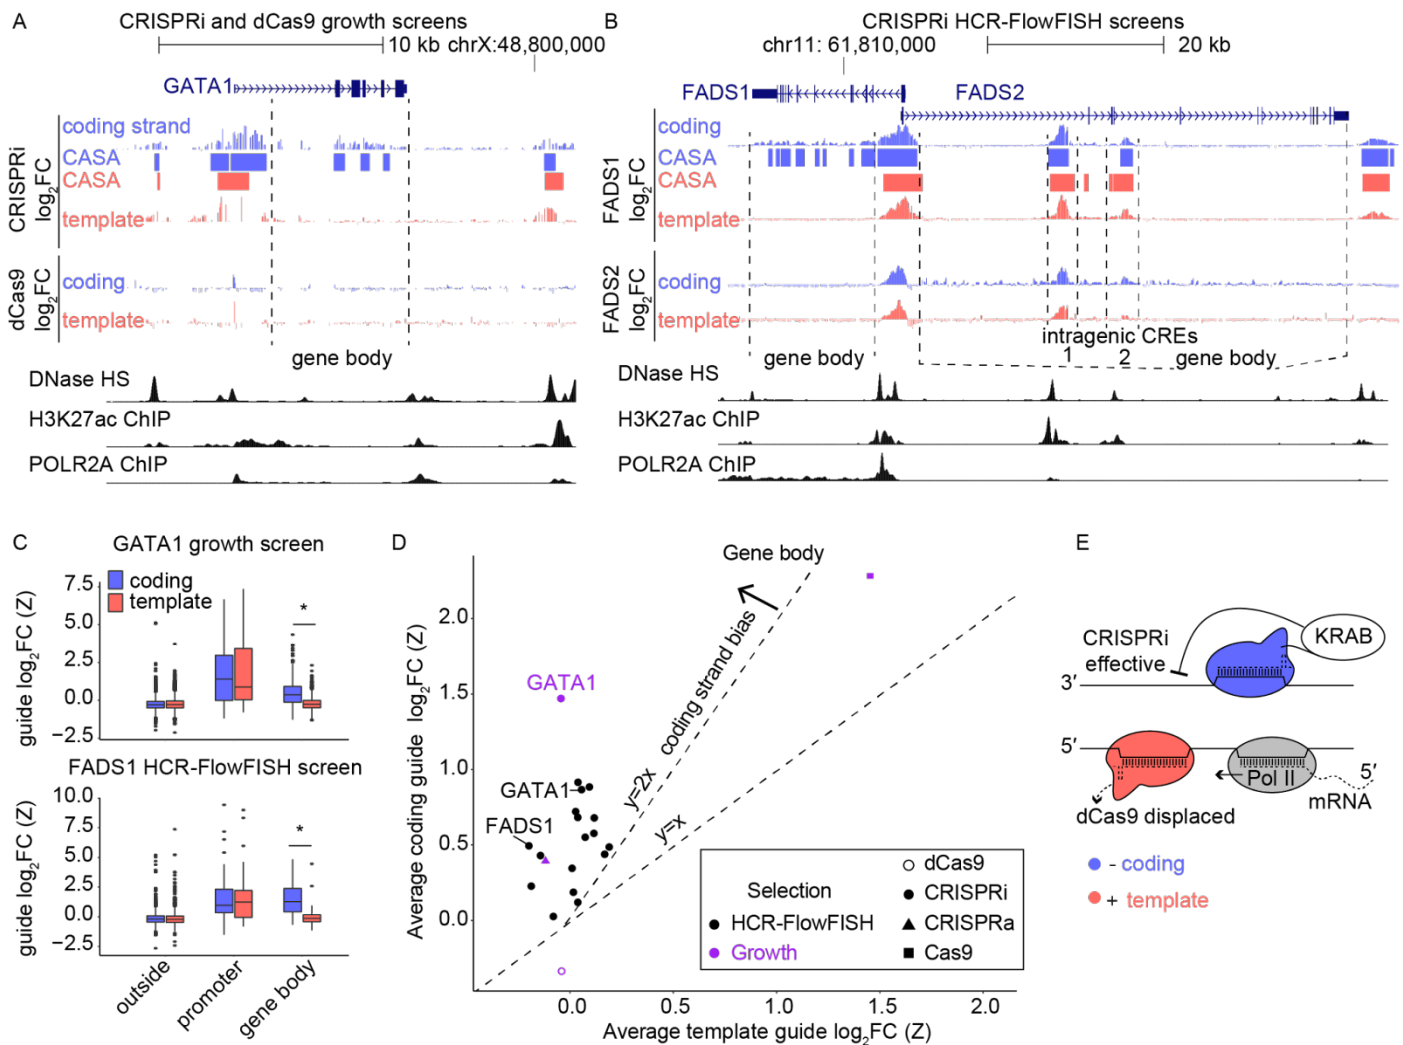 A
CRISPRi and dCas9 growth screens
10 kb chrX:48,800,000
GATA1
CRISPRi
log2FC
coding strand
CASA
CASA
template
dCas9
log2FC
coding
template
gene body
DNase HS
H3K27ac ChIP
POLR2A ChIP
B
CRISPRi HCR-FlowFISH screens
chr11: 61,810,000
20 kb
FADS1
FADS2
FADS1
log2FC
coding
CASA
CASA
template
FADS2
log2FC
coding
template
intragenic CREs
gene body
1
2
gene body
DNase HS
H3K27ac ChIP
POLR2A ChIP
C
GATA1 growth screen
guide log2FC (Z)
7.5
5.0
2.5
0.0
−2.5
coding
template
*
FADS1 HCR-FlowFISH screen
guide log2FC (Z)
10.0
7.5
5.0
2.5
0.0
−2.5
*
outside
promoter
gene body
D
Average coding guide log2FC (Z)
2.0
1.5
1.0
0.5
0.0
Gene body
coding strand bias
y=2x
y=x
GATA1
GATA1
FADS1
Selection
HCR-FlowFISH
Growth
dCas9
CRISPRi
CRISPRa
Cas9
0.0
0.5
1.0
1.5
2.0
Average template guide log2FC (Z)
E
CRISPRi
effective
KRAB
3′
5′
Pol II
5′
mRNA
dCas9 displaced
- coding
+ template